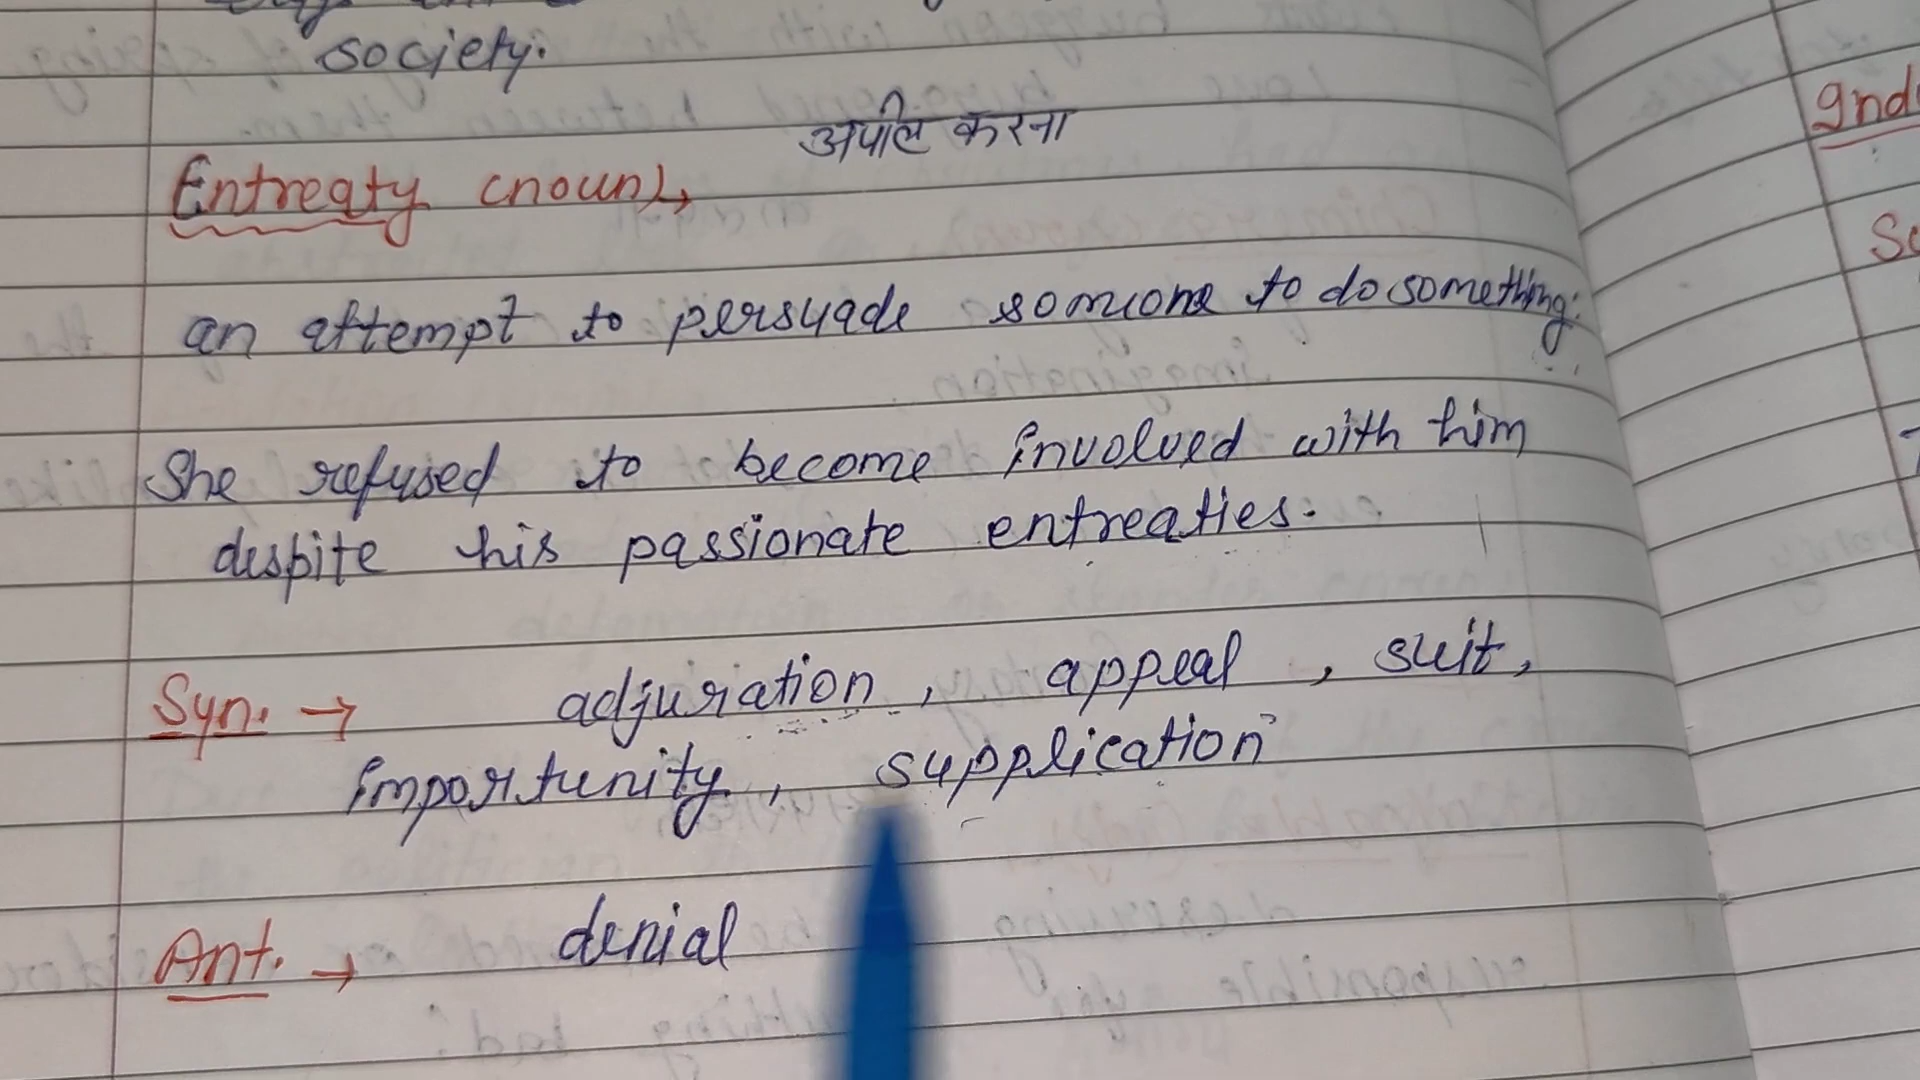 society.
अपील करना
Entreaty (noun)→
an attempt to persuade someone to do something.
She refused to become involved with him
despite his passionate entreaties.
Syn. → adjuration, appeal, suit,
importunity, supplication
Ant. → denial